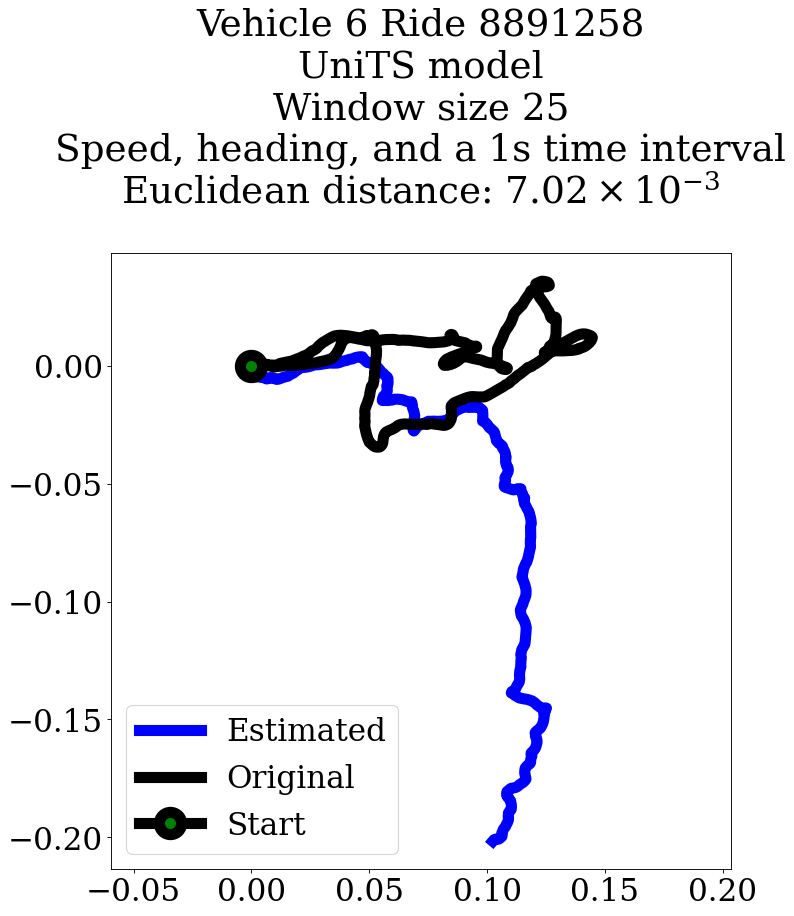 Vehicle 6 Ride 8891258
UniTS model
Window size 25
Speed, heading, and a 1s time interval
Euclidean distance: 7.02 × 10⁻³
0.00
−0.05
−0.10
−0.15
−0.20
Estimated
Original
Start
−0.05 0.00 0.05 0.10 0.15 0.20